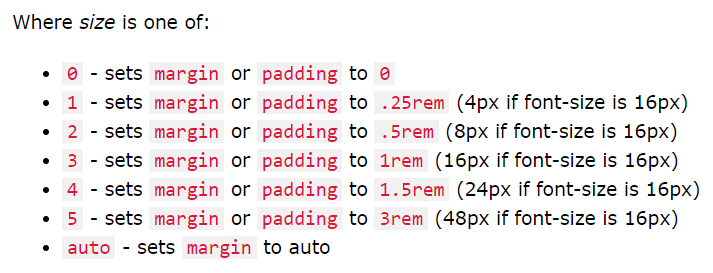 Where size is one of:
• 0 - sets margin or padding to 0
• 1 - sets margin or padding to .25rem (4px if font-size is 16px)
• 2 - sets margin or padding to .5rem (8px if font-size is 16px)
• 3 - sets margin or padding to 1rem (16px if font-size is 16px)
• 4 - sets margin or padding to 1.5rem (24px if font-size is 16px)
• 5 - sets margin or padding to 3rem (48px if font-size is 16px)
• auto - sets margin to auto